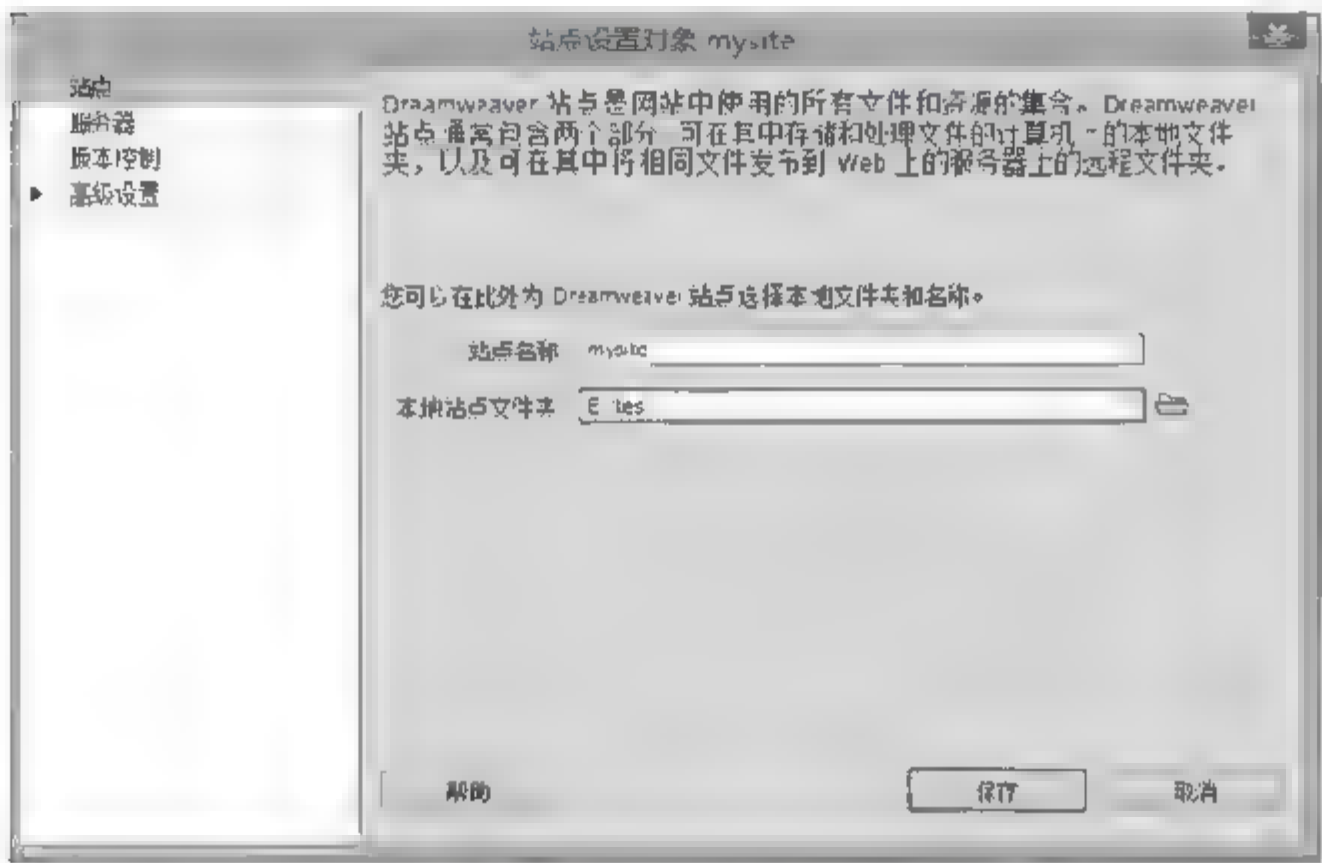 站点设置对象 mysite
站点
服务器
版本控制
高级设置
Dreamweaver 站点是网站中使用的所有文件和资源的集合。Dreamweaver
站点通常包含两个部分 可在其中存储和处理文件的计算机 的本地文件
夹，以及可在其中将相同文件发布到 Web 上的服务器上的远程文件夹。
您可以在此处为 Dreamweaver 站点选择本地文件夹和名称。
站点名称 mysite
本地站点文件夹
帮助
保存
取消